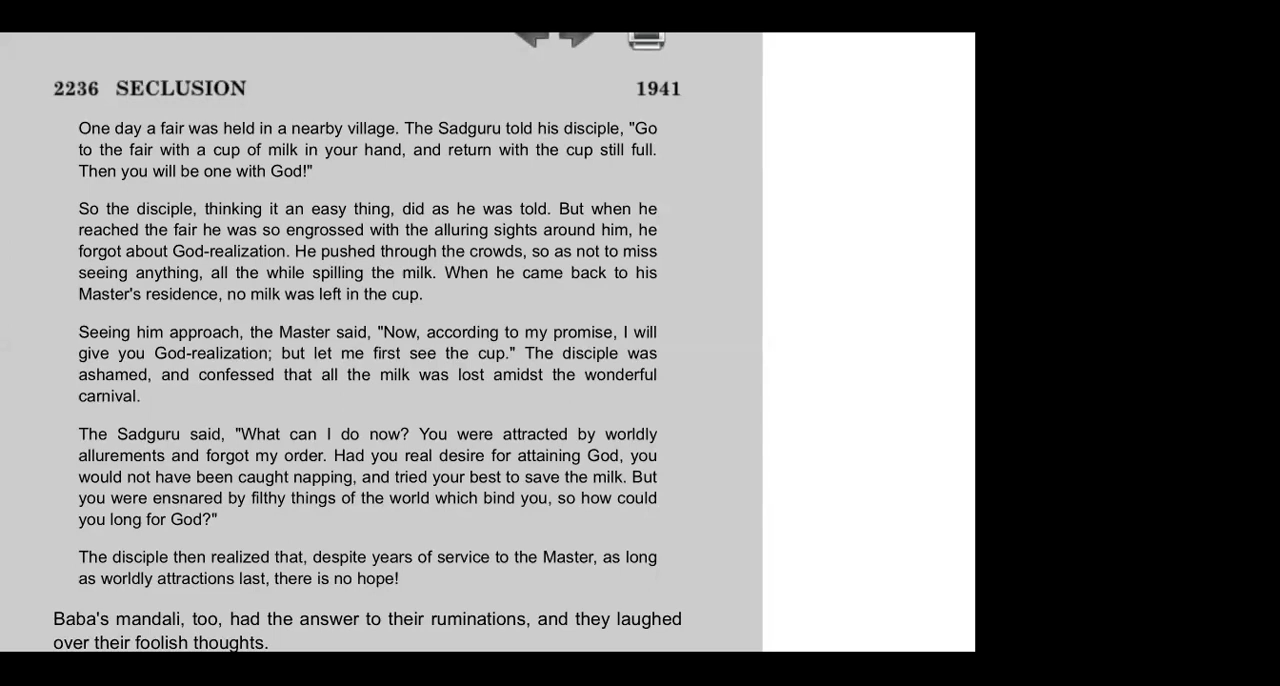 2236 SECLUSION 1941
One day a fair was held in a nearby village. The Sadguru told his disciple, "Go
to the fair with a cup of milk in your hand, and return with the cup still full.
Then you will be one with God!"
So the disciple, thinking it an easy thing, did as he was told. But when he
reached the fair he was so engrossed with the alluring sights around him, he
forgot about God-realization. He pushed through the crowds, so as not to miss
seeing anything, all the while spilling the milk. When he came back to his
Master's residence, no milk was left in the cup.
Seeing him approach, the Master said, "Now, according to my promise, I will
give you God-realization; but let me first see the cup." The disciple was
ashamed, and confessed that all the milk was lost amidst the wonderful
carnival.
The Sadguru said, "What can I do now? You were attracted by worldly
allurements and forgot my order. Had you real desire for attaining God, you
would not have been caught napping, and tried your best to save the milk. But
you were ensnared by filthy things of the world which bind you, so how could
you long for God?"
The disciple then realized that, despite years of service to the Master, as long
as worldly attractions last, there is no hope!
Baba's mandali, too, had the answer to their ruminations, and they laughed
over their foolish thoughts.